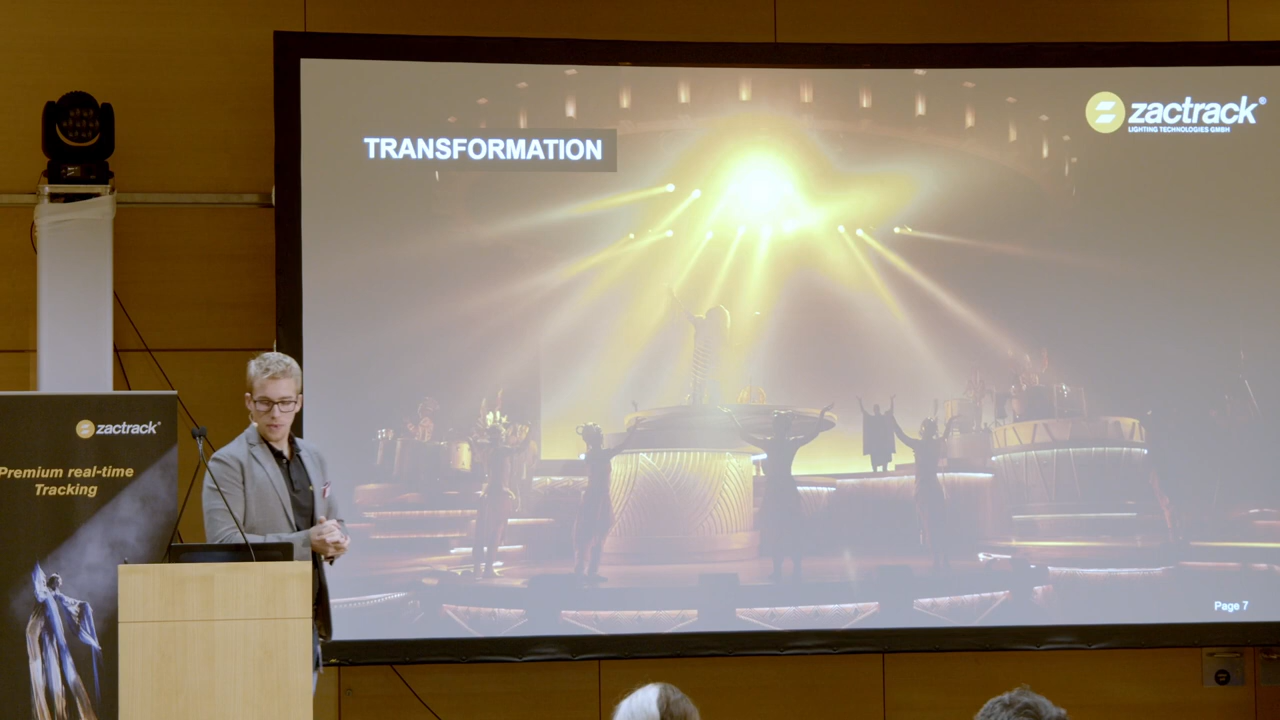 TRANSFORMATION
zactrack®
LIGHTING TECHNOLOGIES GMBH
zactrack®
Premium real-time
Tracking
Page 7